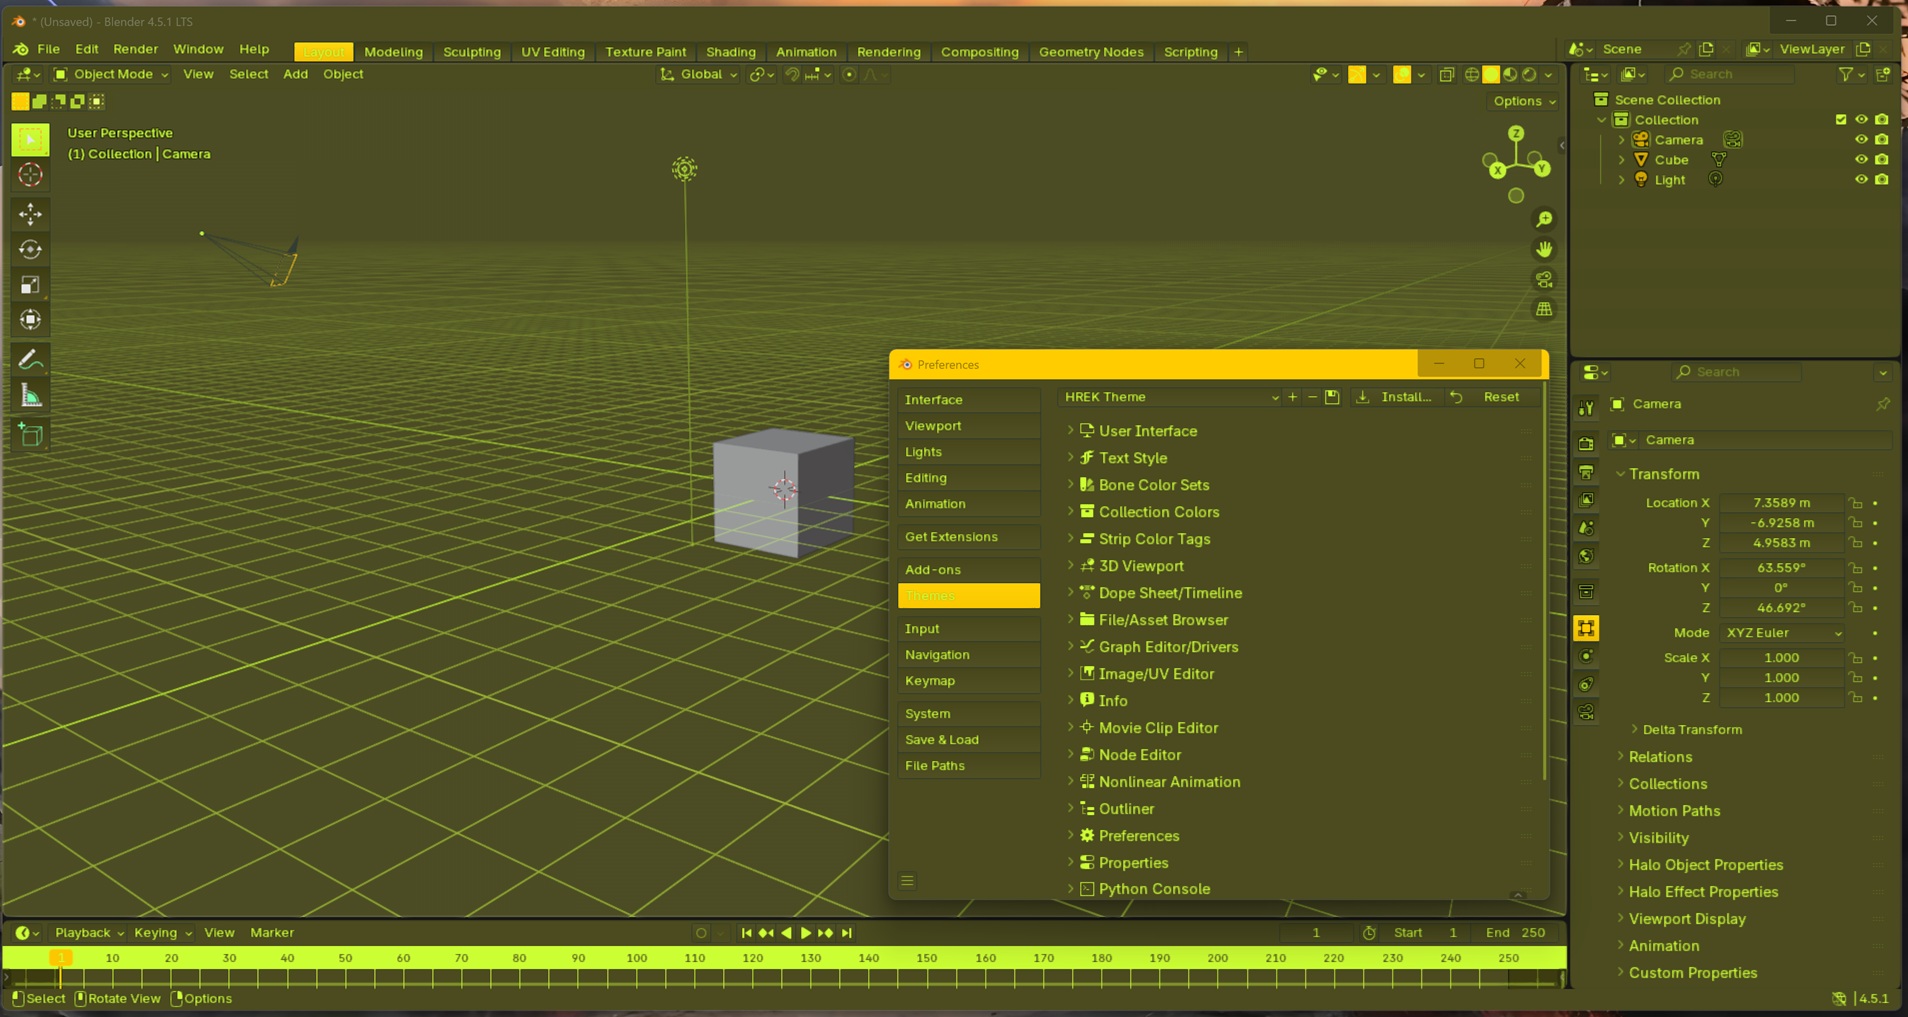 * (Unsaved) - Blender 4.5.1 LTS
File Edit Render Window Help Layout Modeling Sculpting UV Editing Texture Paint Shading Animation Rendering Compositing Geometry Nodes Scripting + Scene ViewLayer
Object Mode View Select Add Object Global Search
Options
User Perspective
(1) Collection | Camera
Z
X
Y
Scene Collection
Collection
Camera
Cube
Light
Preferences
Interface
Viewport
Lights
Editing
Animation
Get Extensions
Add-ons
Themes
Input
Navigation
Keymap
System
Save & Load
File Paths
HREK Theme + − Install... Reset
User Interface
Text Style
Bone Color Sets
Collection Colors
Strip Color Tags
3D Viewport
Dope Sheet/Timeline
File/Asset Browser
Graph Editor/Drivers
Image/UV Editor
Info
Movie Clip Editor
Node Editor
Nonlinear Animation
Outliner
Preferences
Properties
Python Console
Search
Camera
Camera
Transform
Location X 7.3589 m
Y -6.9258 m
Z 4.9583 m
Rotation X 63.559°
Y 0°
Z 46.692°
Mode XYZ Euler
Scale X 1.000
Y 1.000
Z 1.000
Delta Transform
Relations
Collections
Motion Paths
Visibility
Halo Object Properties
Halo Effect Properties
Viewport Display
Animation
Custom Properties
Playback Keying View Marker 1 Start 1 End 250
1 10 20 30 40 50 60 70 80 90 100 110 120 130 140 150 160 170 180 190 200 210 220 230 240 250
Select Rotate View Options 4.5.1